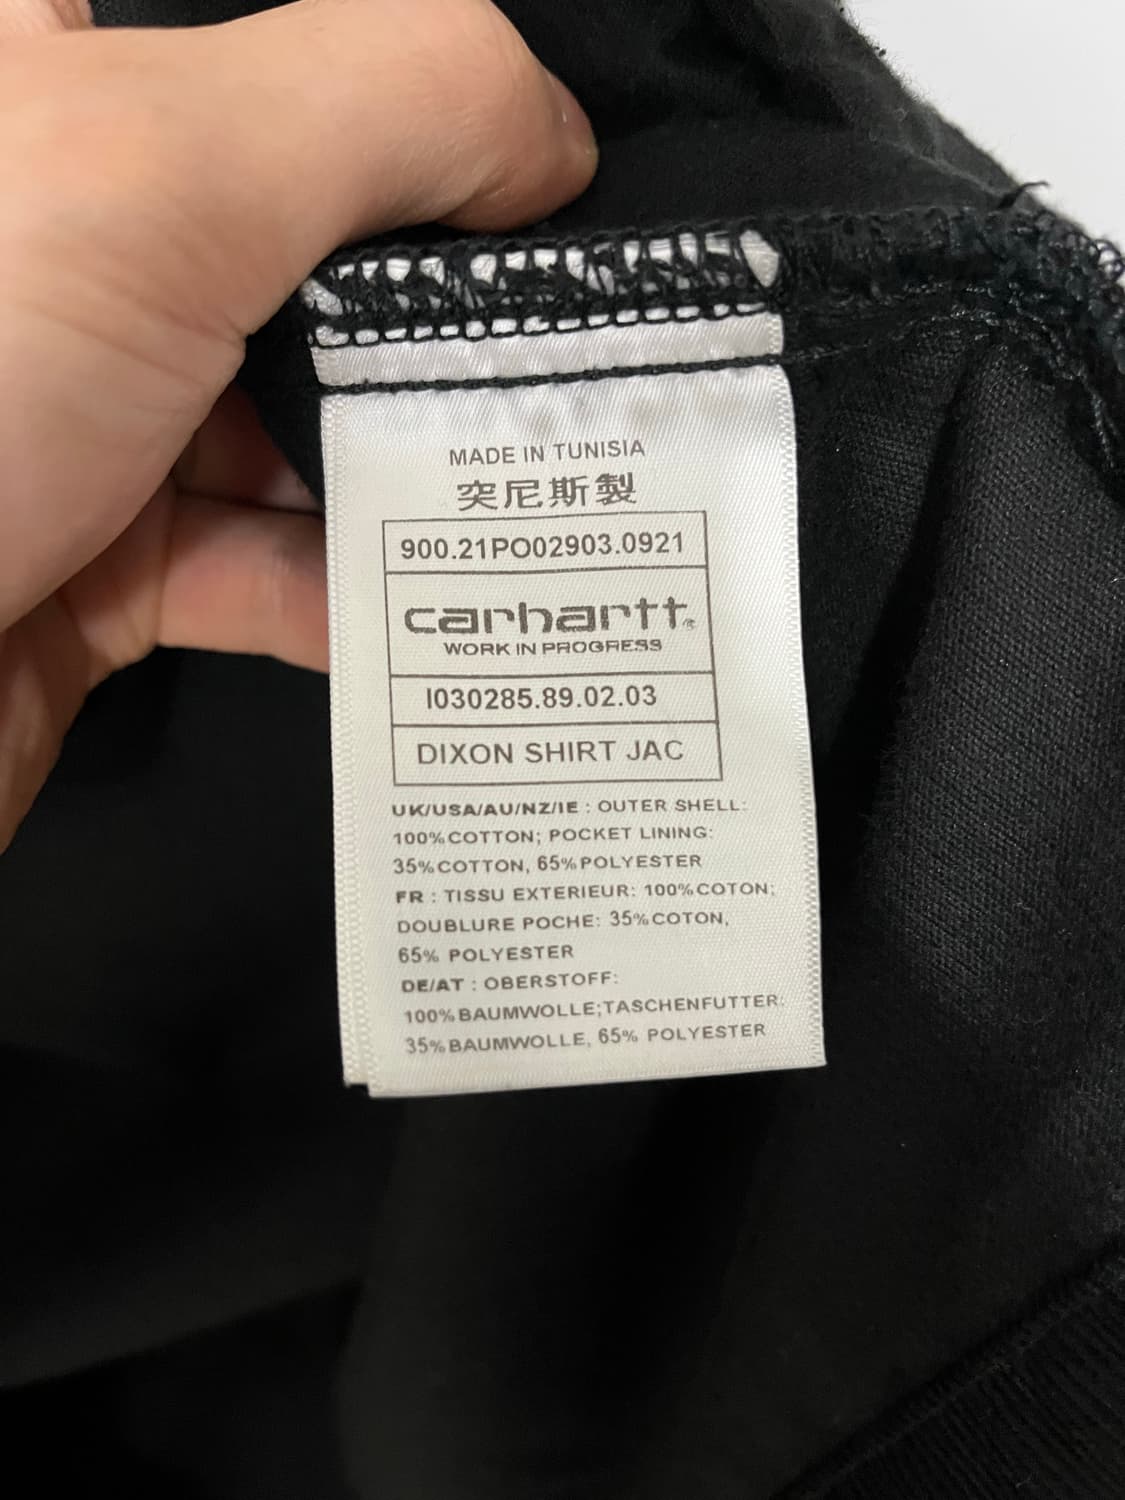 MADE IN TUNISIA
突尼斯製
900.21PO02903.0921
carhartt®
WORK IN PROGRESS
I030285.89.02.03
DIXON SHIRT JAC
UK/USA/AU/NZ/IE : OUTER SHELL:
100%COTTON; POCKET LINING:
35%COTTON, 65%POLYESTER
FR : TISSU EXTERIEUR: 100%COTON;
DOUBLURE POCHE: 35%COTON,
65% POLYESTER
DE/AT : OBERSTOFF:
100%BAUMWOLLE;TASCHENFUTTER:
35%BAUMWOLLE, 65% POLYESTER